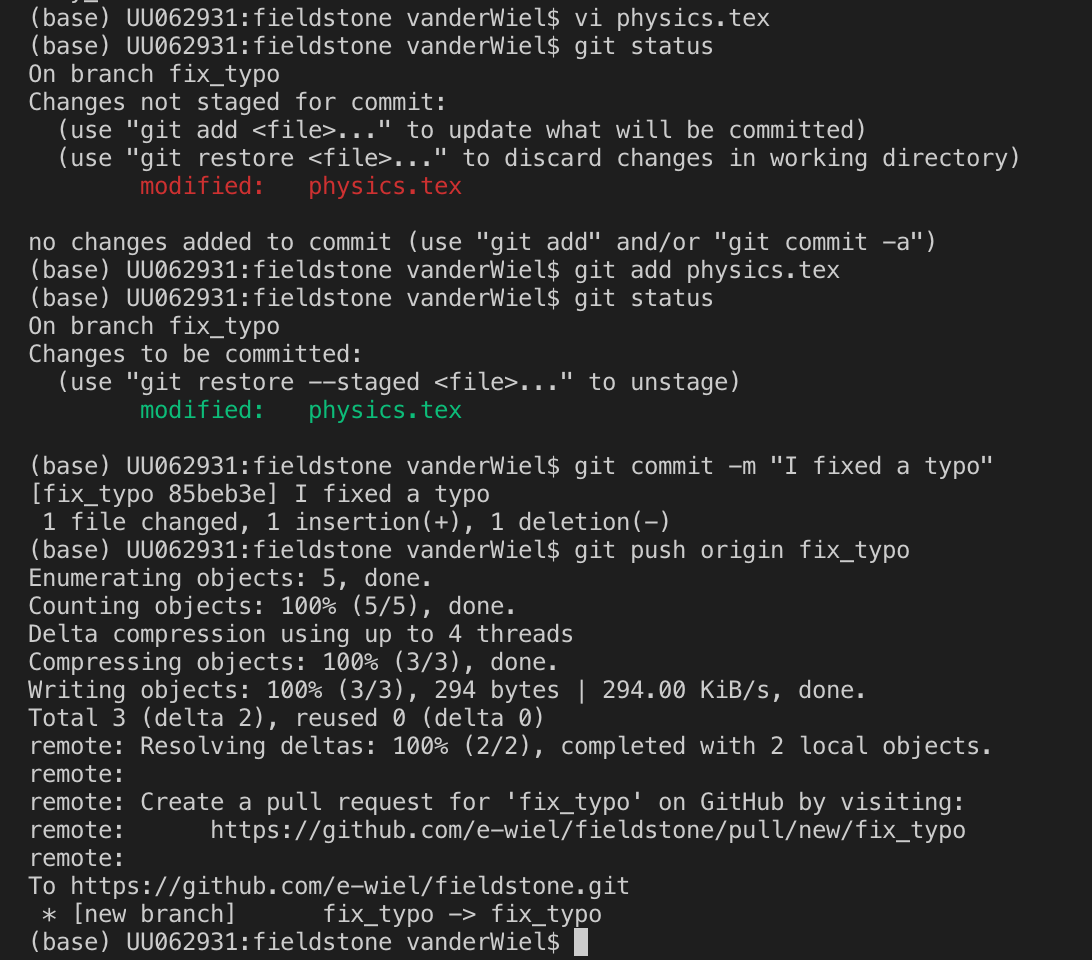 (base) UU062931:fieldstone vanderWiel$ vi physics.tex
(base) UU062931:fieldstone vanderWiel$ git status
On branch fix_typo
Changes not staged for commit:
  (use "git add <file>..." to update what will be committed)
  (use "git restore <file>..." to discard changes in working directory)
        modified:   physics.tex

no changes added to commit (use "git add" and/or "git commit -a")
(base) UU062931:fieldstone vanderWiel$ git add physics.tex
(base) UU062931:fieldstone vanderWiel$ git status
On branch fix_typo
Changes to be committed:
  (use "git restore --staged <file>..." to unstage)
        modified:   physics.tex

(base) UU062931:fieldstone vanderWiel$ git commit -m "I fixed a typo"
[fix_typo 85beb3e] I fixed a typo
 1 file changed, 1 insertion(+), 1 deletion(-)
(base) UU062931:fieldstone vanderWiel$ git push origin fix_typo
Enumerating objects: 5, done.
Counting objects: 100% (5/5), done.
Delta compression using up to 4 threads
Compressing objects: 100% (3/3), done.
Writing objects: 100% (3/3), 294 bytes | 294.00 KiB/s, done.
Total 3 (delta 2), reused 0 (delta 0)
remote: Resolving deltas: 100% (2/2), completed with 2 local objects.
remote:
remote: Create a pull request for 'fix_typo' on GitHub by visiting:
remote:      https://github.com/e-wiel/fieldstone/pull/new/fix_typo
remote:
To https://github.com/e-wiel/fieldstone.git
 * [new branch]      fix_typo -> fix_typo
(base) UU062931:fieldstone vanderWiel$